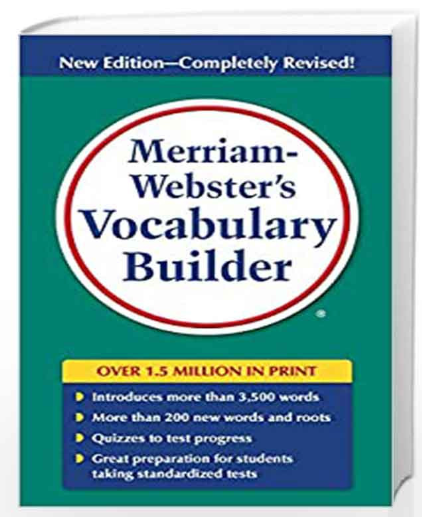 New Edition—Completely Revised!
Merriam-
Webster's
Vocabulary
Builder
®
OVER 1.5 MILLION IN PRINT
Introduces more than 3,500 words
More than 200 new words and roots
Quizzes to test progress
Great preparation for students
taking standardized tests